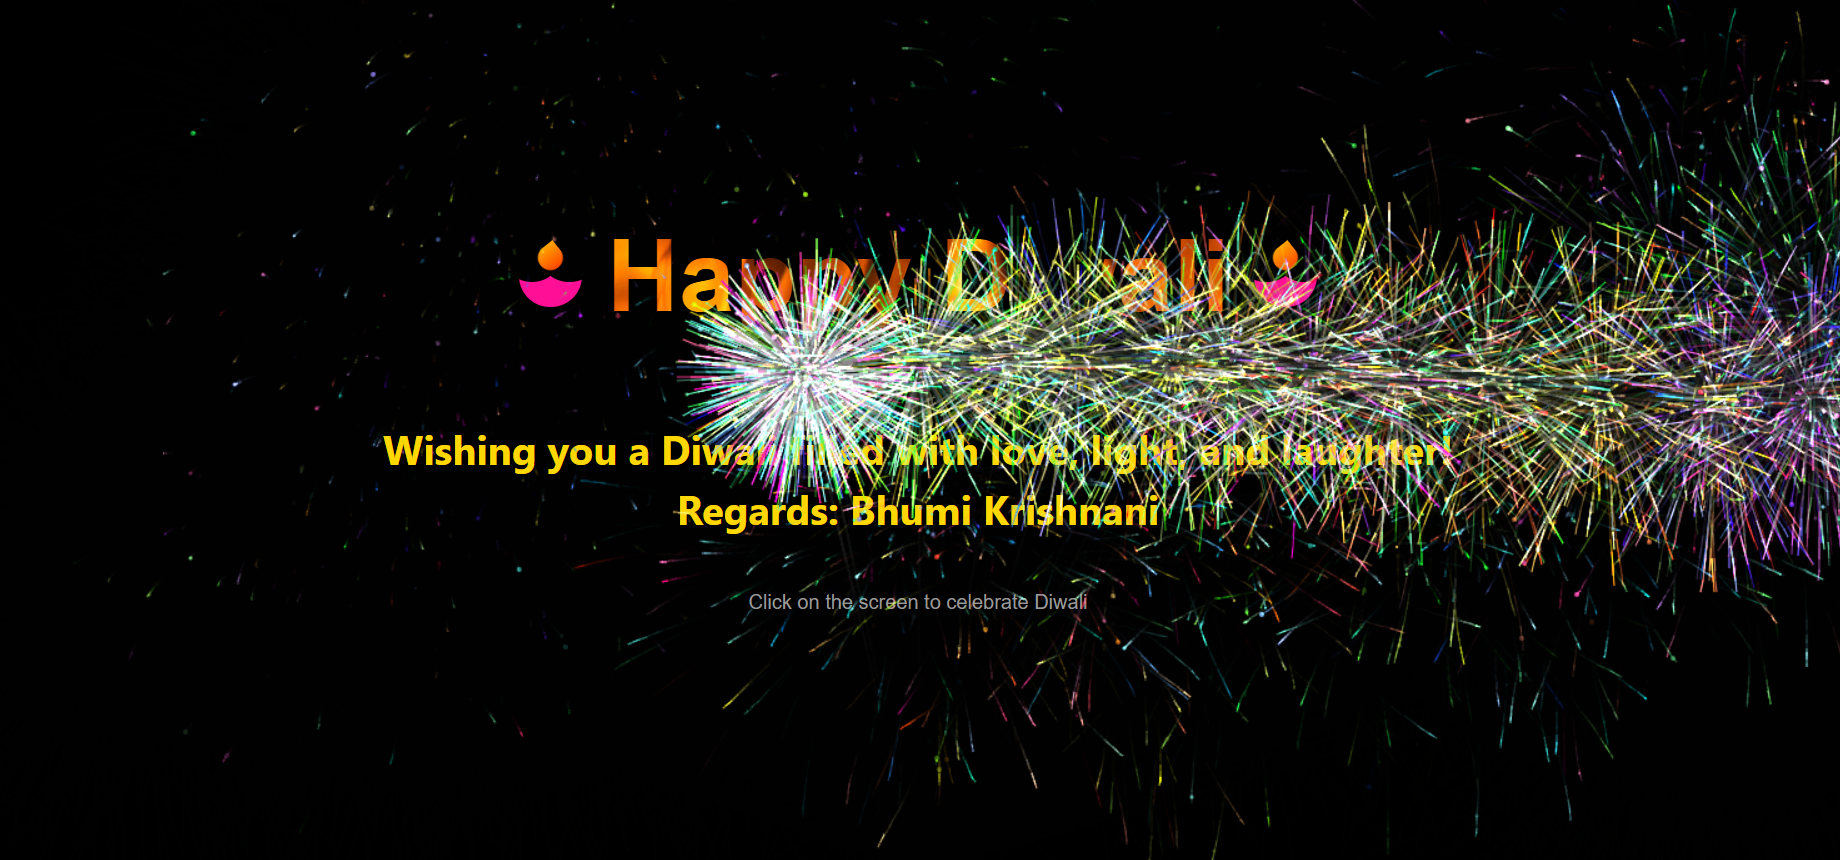 Happy Diwali
Wishing you a Diwali filled with love, light, and laughter!
Regards: Bhumi Krishnani
Click on the screen to celebrate Diwali